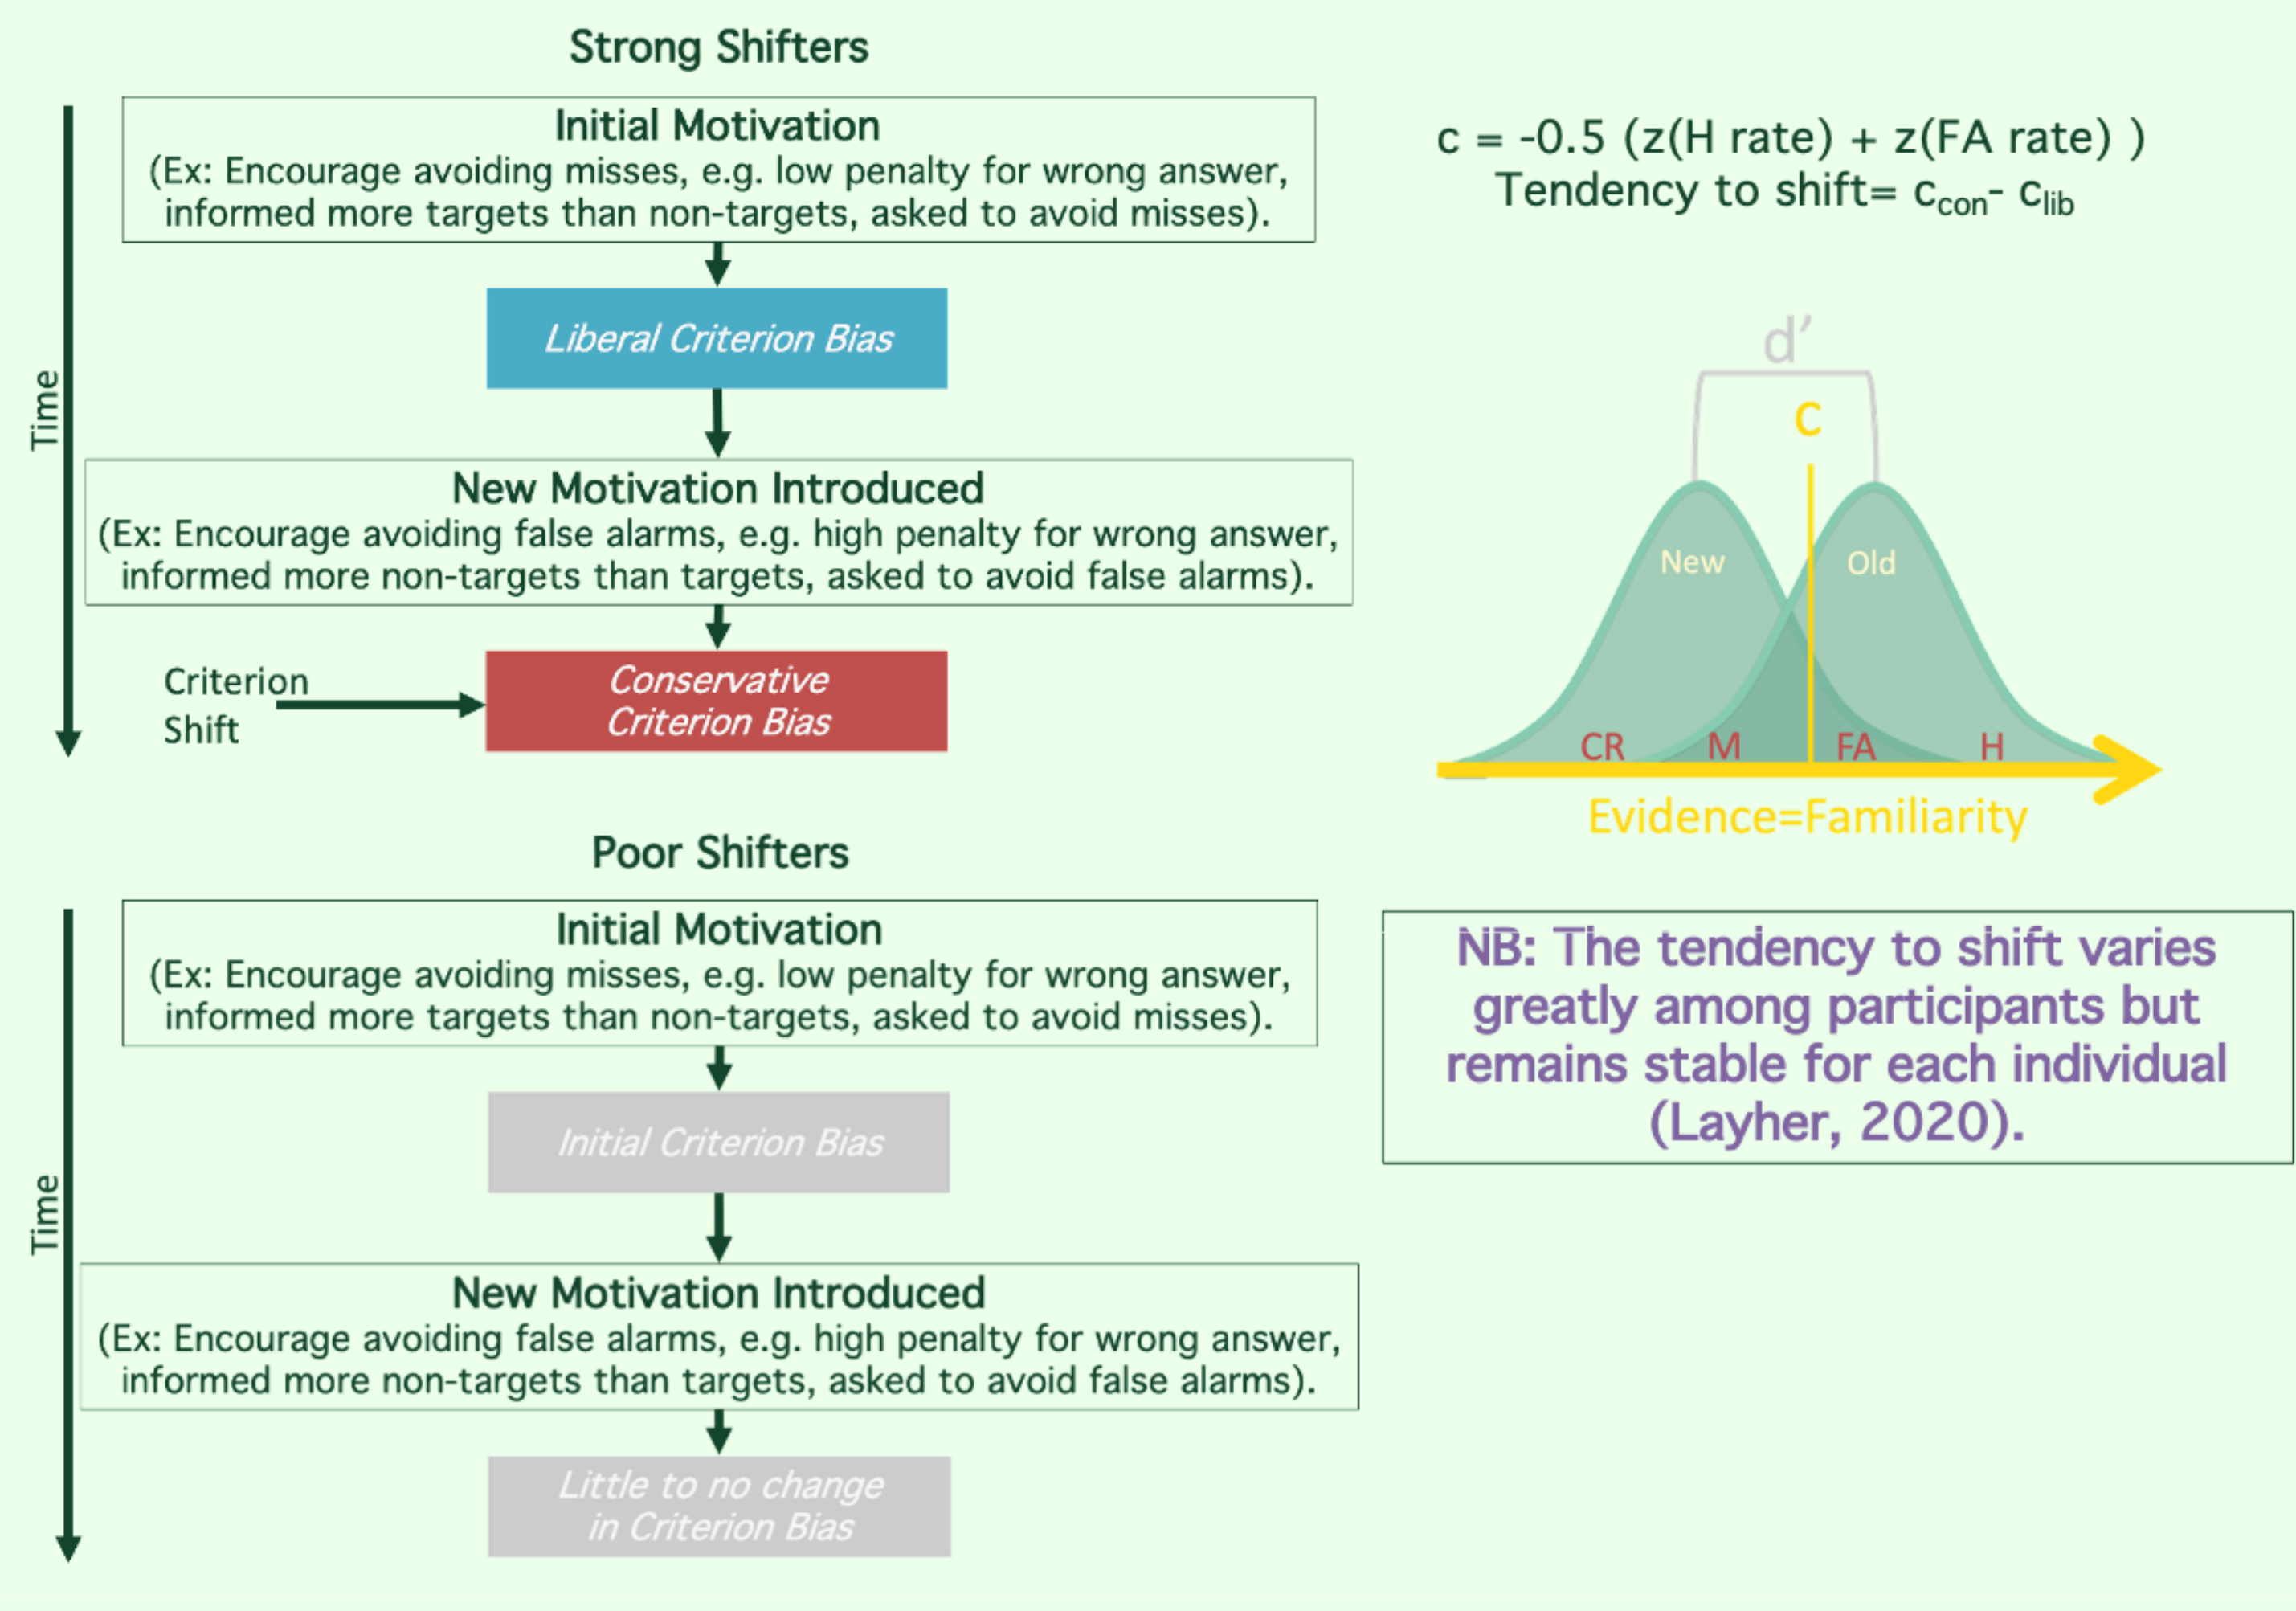 Strong Shifters
Time
Initial Motivation
(Ex: Encourage avoiding misses, e.g. low penalty for wrong answer,
informed more targets than non-targets, asked to avoid misses).
Liberal Criterion Bias
New Motivation Introduced
(Ex: Encourage avoiding false alarms, e.g. high penalty for wrong answer,
informed more non-targets than targets, asked to avoid false alarms).
Criterion
Shift
Conservative
Criterion Bias
Poor Shifters
Time
Initial Motivation
(Ex: Encourage avoiding misses, e.g. low penalty for wrong answer,
informed more targets than non-targets, asked to avoid misses).
Initial Criterion Bias
New Motivation Introduced
(Ex: Encourage avoiding false alarms, e.g. high penalty for wrong answer,
informed more non-targets than targets, asked to avoid false alarms).
Little to no change
in Criterion Bias
c = -0.5 (z(H rate) + z(FA rate) )
Tendency to shift= c_con- c_lib
d’
C
New Old
CR M FA H
Evidence=Familiarity
NB: The tendency to shift varies
greatly among participants but
remains stable for each individual
(Layher, 2020).